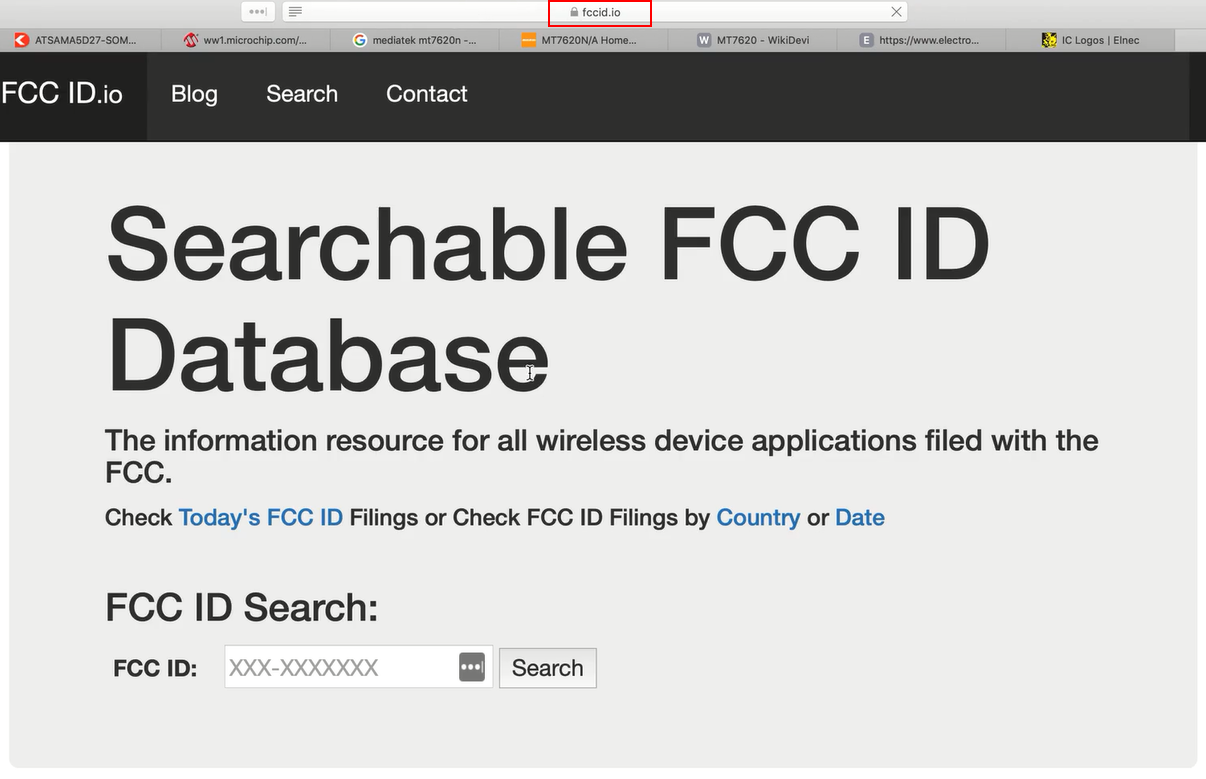 fccid.io
ATSAMA5D27-SOM...
ww1.microchip.com/...
mediatek mt7620n -...
MT7620N/A Home...
W MT7620 - WikiDevi
E https://www.electro...
IC Logos | Elnec
FCC ID.io
Blog
Search
Contact
Searchable FCC ID
Database
The information resource for all wireless device applications filed with the
FCC.
Check Today's FCC ID Filings or Check FCC ID Filings by Country or Date
FCC ID Search:
FCC ID: XXX-XXXXXXX Search